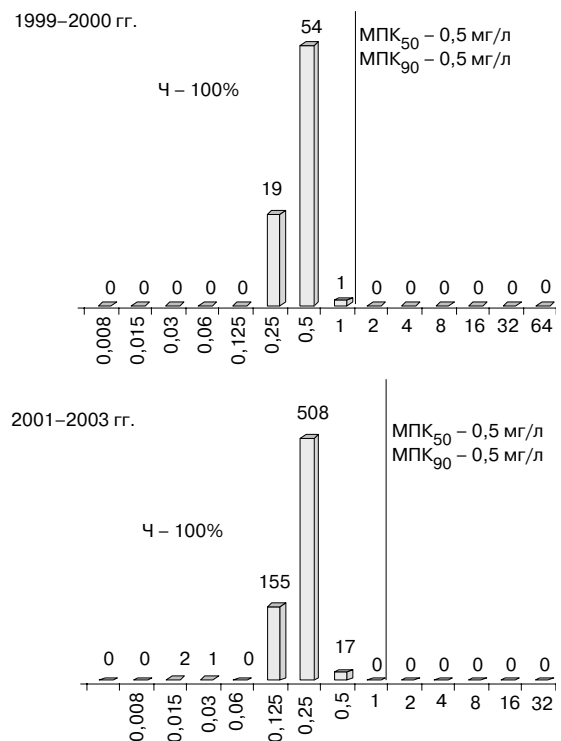 1999–2000 гг.
54
МПК50 – 0,5 мг/л
МПК90 – 0,5 мг/л
Ч – 100%
19
0 0 0 0 0 1 0 0 0 0 0 0
0,008 0,015 0,03 0,06 0,125 0,25 0,5 1 2 4 8 16 32 64
2001–2003 гг.
508
МПК50 – 0,5 мг/л
МПК90 – 0,5 мг/л
Ч – 100%
155
0 0 2 1 0 17 0 0 0 0 0 0
0,008 0,015 0,03 0,06 0,125 0,25 0,5 1 2 4 8 16 32